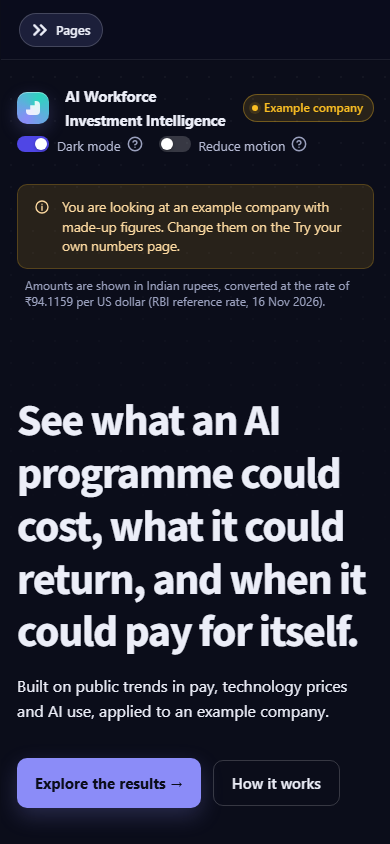 Pages
AI Workforce
Investment Intelligence
Example company
Dark mode
Reduce motion
You are looking at an example company with
made-up figures. Change them on the Try your
own numbers page.
Amounts are shown in Indian rupees, converted at the rate of
₹94.1159 per US dollar (RBI reference rate, 16 Nov 2026).
See what an AI
programme could
cost, what it could
return, and when it
could pay for itself.
Built on public trends in pay, technology prices
and AI use, applied to an example company.
Explore the results →
How it works